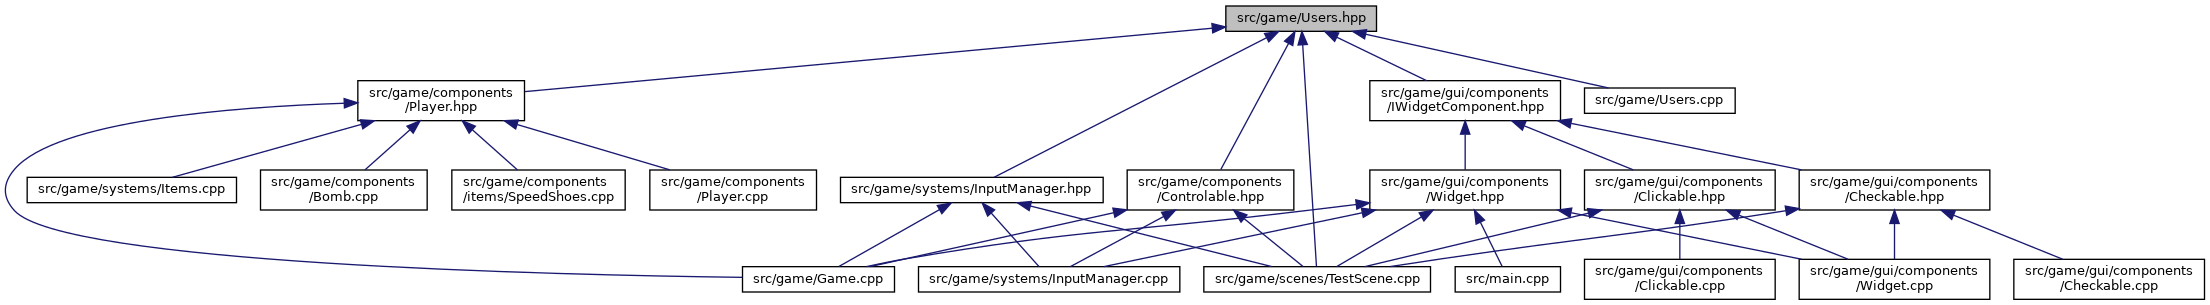 src/game/Users.hpp
src/game/components
/Player.hpp
src/game/gui/components
/IWidgetComponent.hpp
src/game/Users.cpp
src/game/systems/Items.cpp
src/game/components
/Bomb.cpp
src/game/components
/items/SpeedShoes.cpp
src/game/components
/Player.cpp
src/game/systems/InputManager.hpp
src/game/components
/Controlable.hpp
src/game/gui/components
/Widget.hpp
src/game/gui/components
/Clickable.hpp
src/game/gui/components
/Checkable.hpp
src/game/Game.cpp
src/game/systems/InputManager.cpp
src/game/scenes/TestScene.cpp
src/main.cpp
src/game/gui/components
/Clickable.cpp
src/game/gui/components
/Widget.cpp
src/game/gui/components
/Checkable.cpp